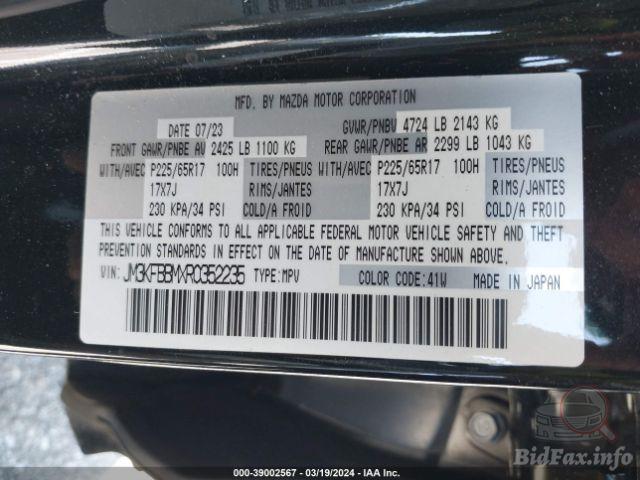 MFD. BY MAZDA MOTOR CORPORATION
DATE 07/23 GVWR/PNBV 4724 LB 2143 KG
FRONT GAWR/PNBE AV 2425 LB 1100 KG REAR GAWR/PNBE AR 2299 LB 1043 KG
WITH/AVEC P225/65R17 100H TIRES/PNEUS WITH/AVEC P225/65R17 100H TIRES/PNEUS
17X7J RIMS/JANTES 17X7J RIMS/JANTES
230 KPA/34 PSI COLD/A FROID 230 KPA/34 PSI COLD/A FROID
THIS VEHICLE CONFORMS TO ALL APPLICABLE FEDERAL MOTOR VEHICLE SAFETY AND THEFT
PREVENTION STANDARDS IN EFFECT ON THE DATE OF MANUFACTURE SHOWN ABOVE.
VIN: JM3KFBBMXR0352235 TYPE:MPV COLOR CODE:41W MADE IN JAPAN
000-39002567 - 03/19/2024 - IAA Inc.
BidFax.info